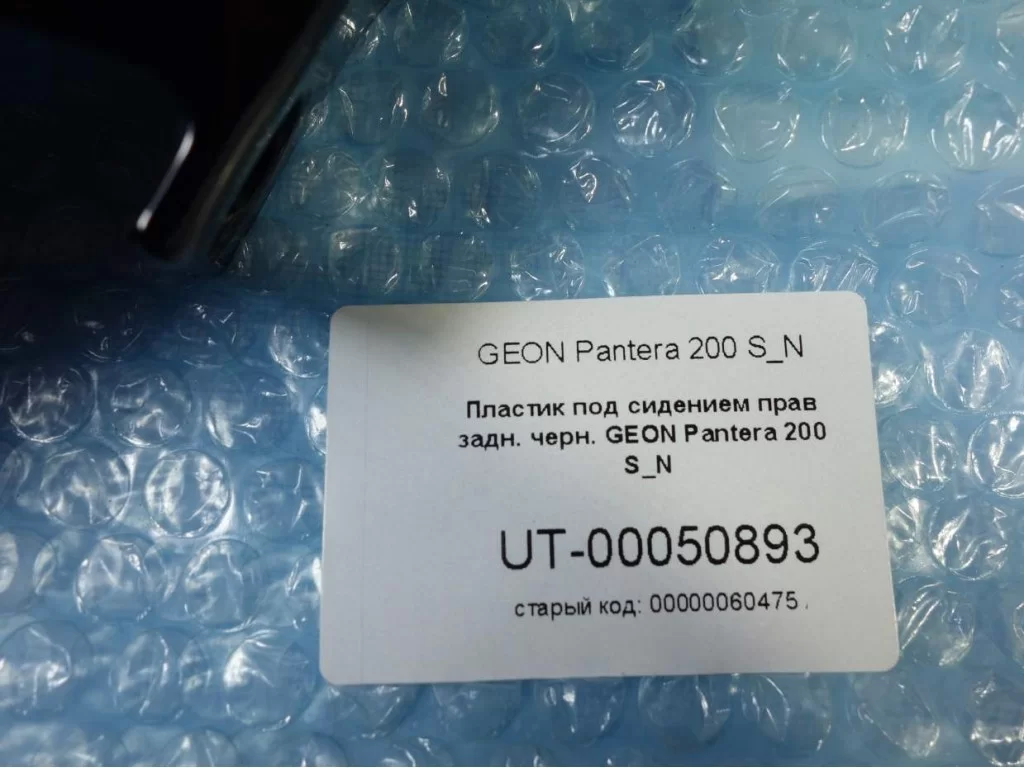 GEON Pantera 200 S_N
Пластик под сидением прав
задн. черн. GEON Pantera 200
S_N
UT-00050893
старый код: 00000060475 .